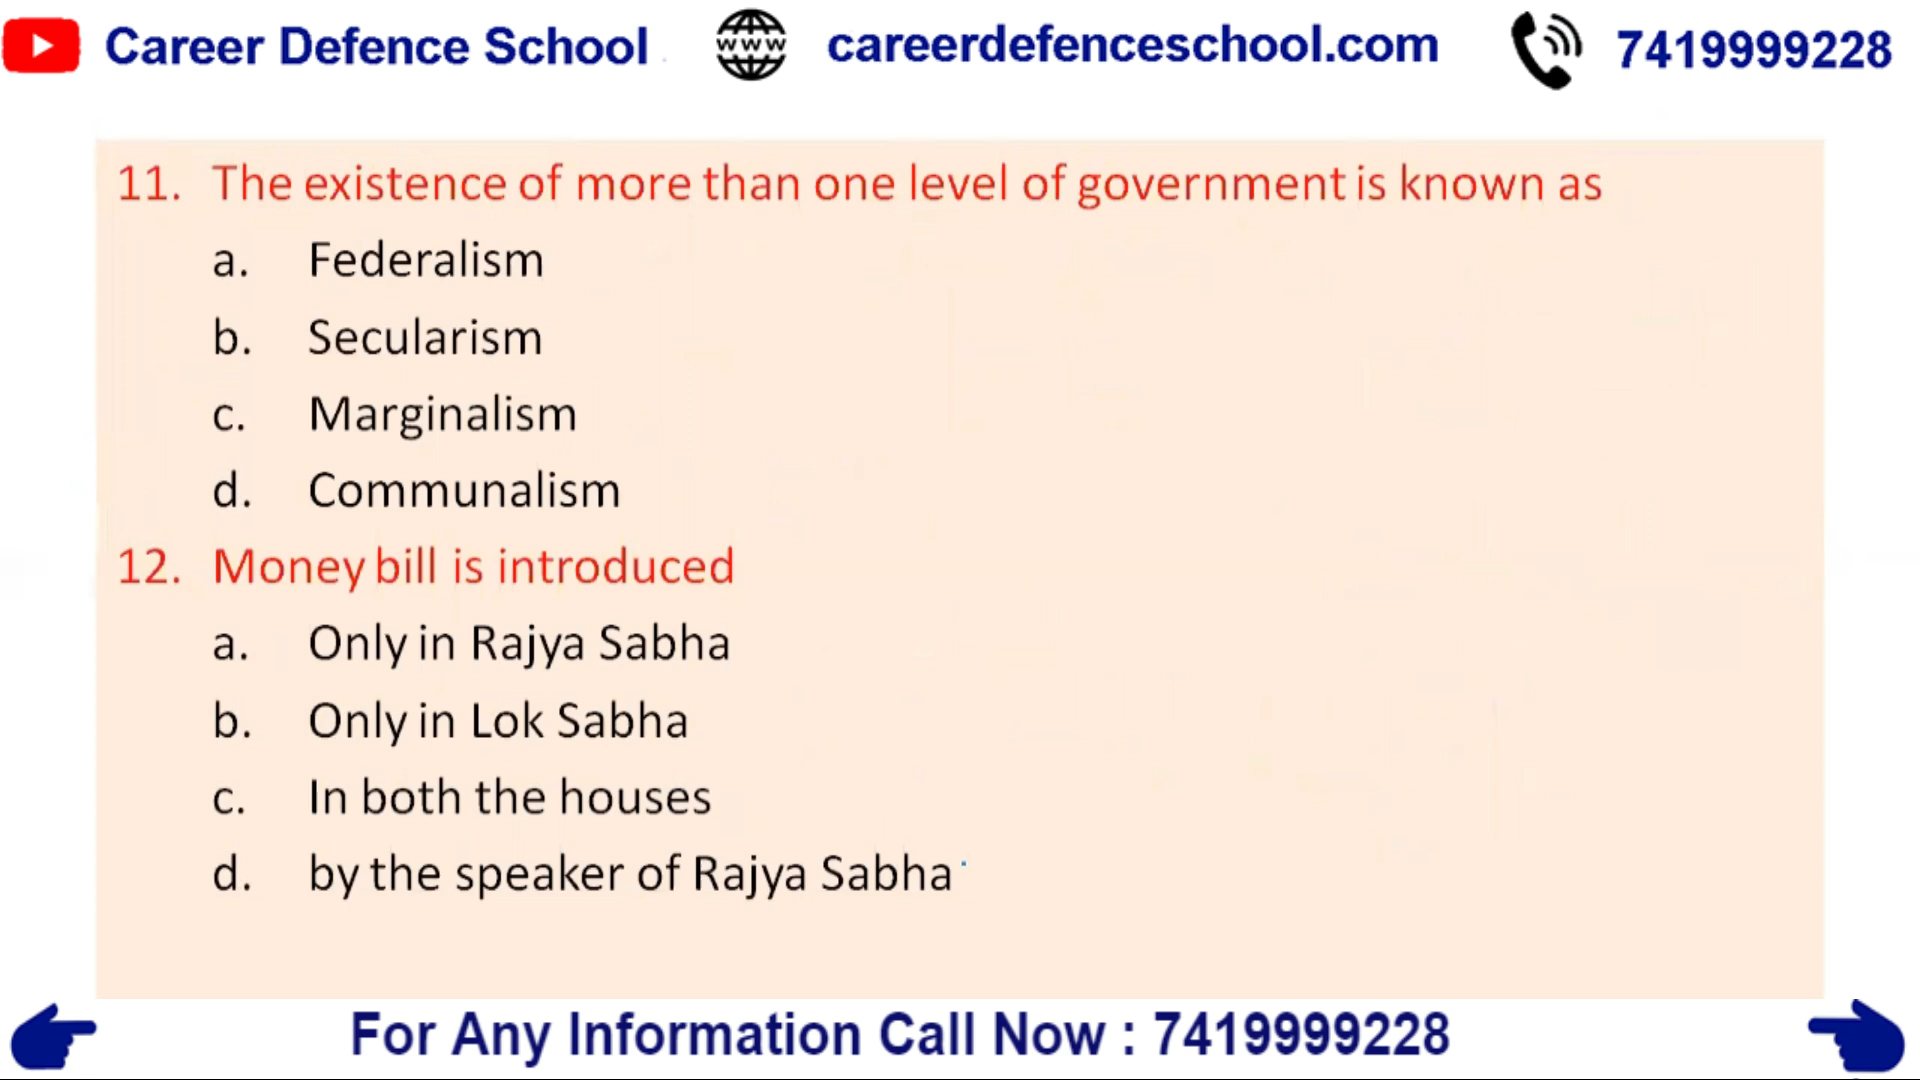 Career Defence School www careerdefenceschool.com 7419999228
11. The existence of more than one level of government is known as
a. Federalism
b. Secularism
c. Marginalism
d. Communalism
12. Money bill is introduced
a. Only in Rajya Sabha
b. Only in Lok Sabha
c. In both the houses
d. by the speaker of Rajya Sabha
For Any Information Call Now : 7419999228